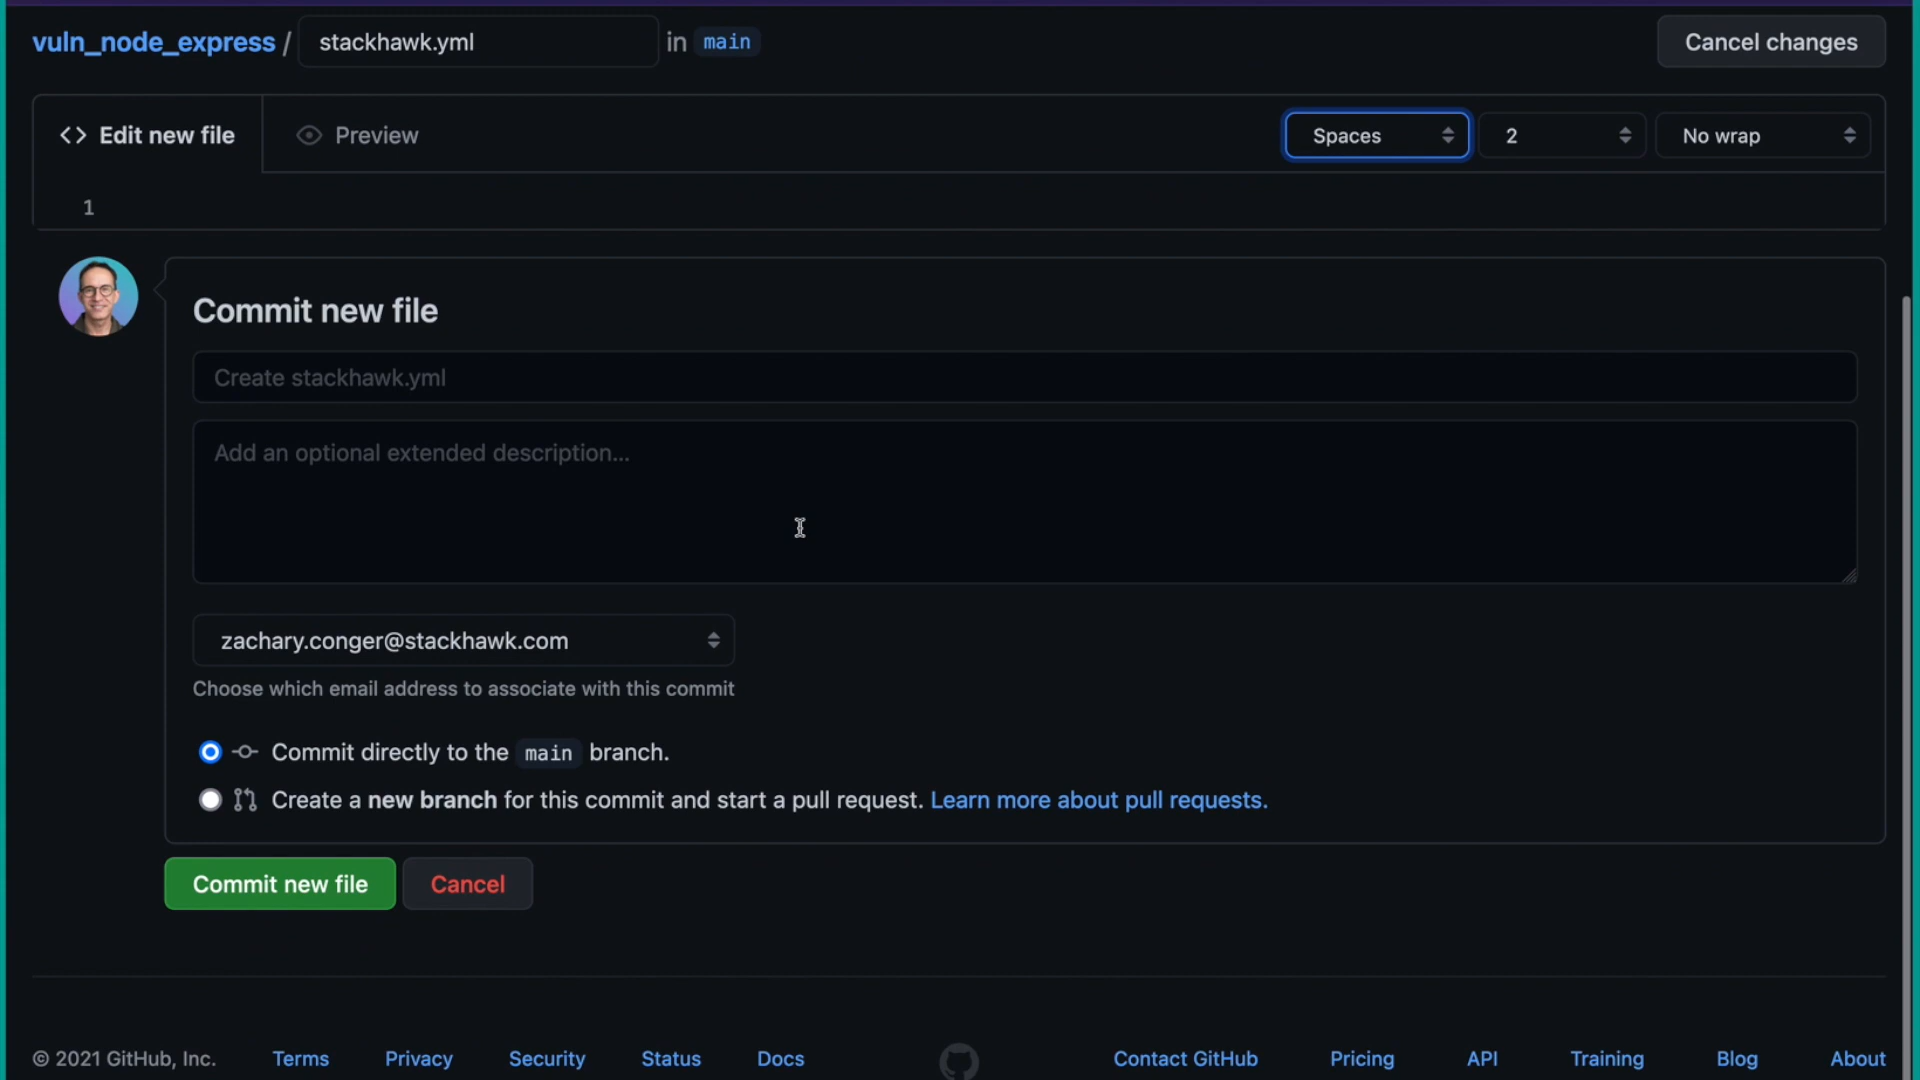 vuln_node_express / stackhawk.yml in main Cancel changes
<> Edit new file Preview Spaces 2 No wrap
1
Commit new file
Create stackhawk.yml
Add an optional extended description...
zachary.conger@stackhawk.com
Choose which email address to associate with this commit
Commit directly to the main branch.
Create a new branch for this commit and start a pull request. Learn more about pull requests.
Commit new file Cancel
© 2021 GitHub, Inc. Terms Privacy Security Status Docs Contact GitHub Pricing API Training Blog About